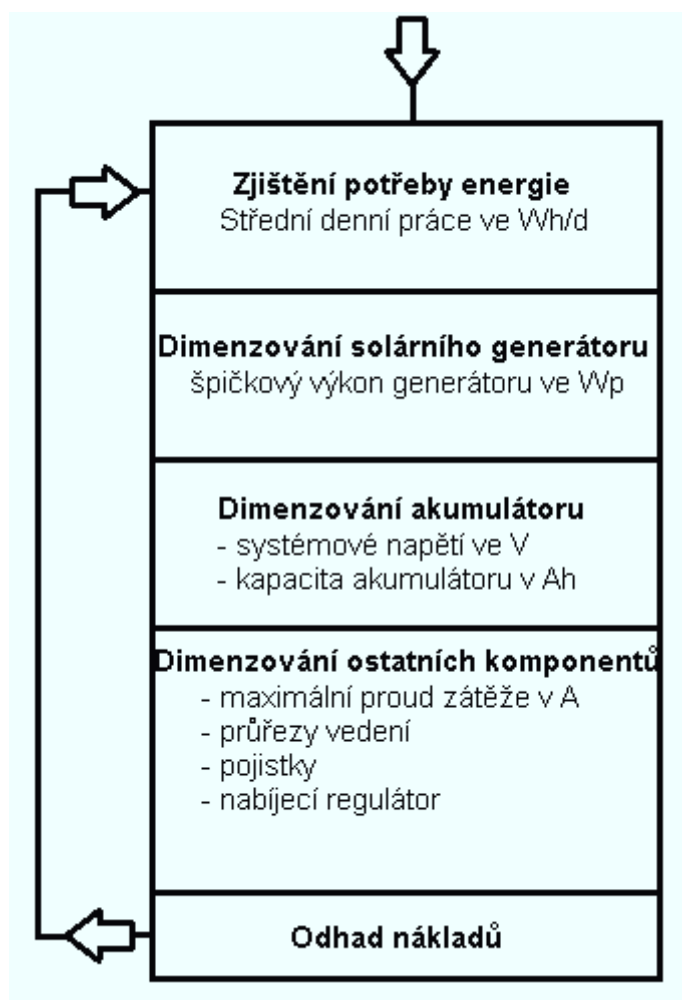 Zjištění potřeby energie
Střední denní práce ve Wh/d
Dimenzování solárního generátoru
špičkový výkon generátoru ve Wp
Dimenzování akumulátoru
- systémové napětí ve V
- kapacita akumulátoru v Ah
Dimenzování ostatních komponentů
- maximální proud zátěže v A
- průřezy vedení
- pojistky
- nabíjecí regulátor
Odhad nákladů